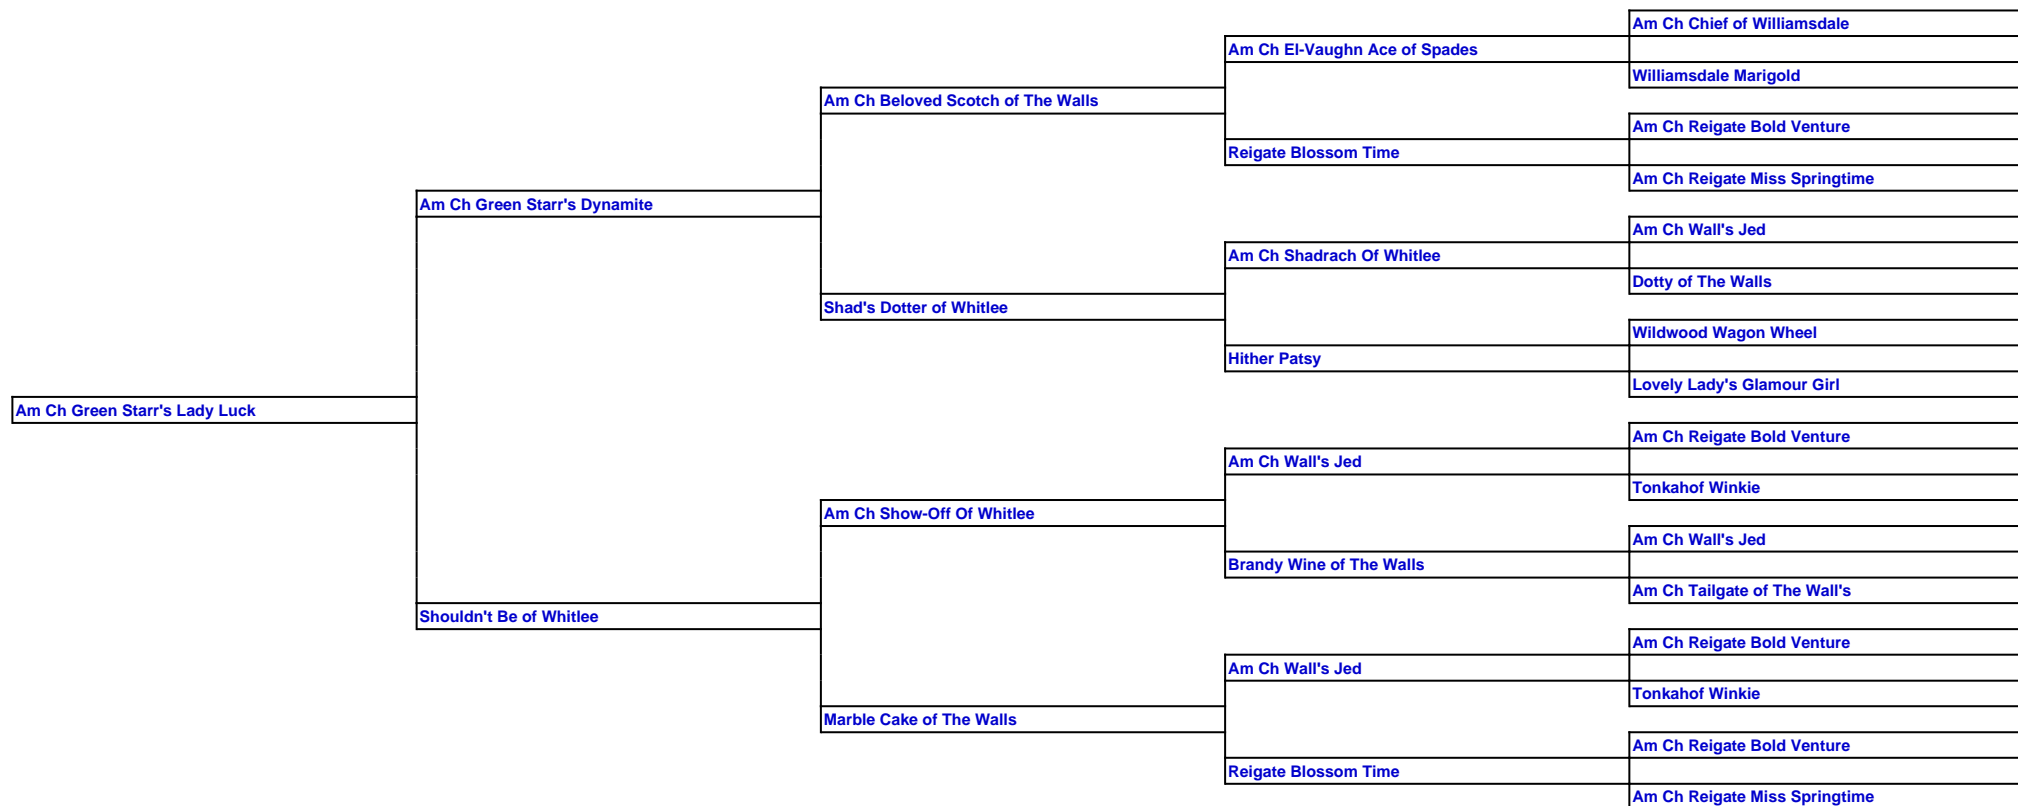 Am Ch Chief of Williamsdale
Am Ch El-Vaughn Ace of Spades
Williamsdale Marigold
Am Ch Beloved Scotch of The Walls
Am Ch Reigate Bold Venture
Reigate Blossom Time
Am Ch Reigate Miss Springtime
Am Ch Green Starr's Dynamite
Am Ch Wall's Jed
Am Ch Shadrach Of Whitlee
Dotty of The Walls
Shad's Dotter of Whitlee
Wildwood Wagon Wheel
Hither Patsy
Lovely Lady's Glamour Girl
Am Ch Green Starr's Lady Luck
Am Ch Reigate Bold Venture
Am Ch Wall's Jed
Tonkahof Winkie
Am Ch Show-Off Of Whitlee
Am Ch Wall's Jed
Brandy Wine of The Walls
Am Ch Tailgate of The Wall's
Shouldn't Be of Whitlee
Am Ch Reigate Bold Venture
Am Ch Wall's Jed
Tonkahof Winkie
Marble Cake of The Walls
Am Ch Reigate Bold Venture
Reigate Blossom Time
Am Ch Reigate Miss Springtime